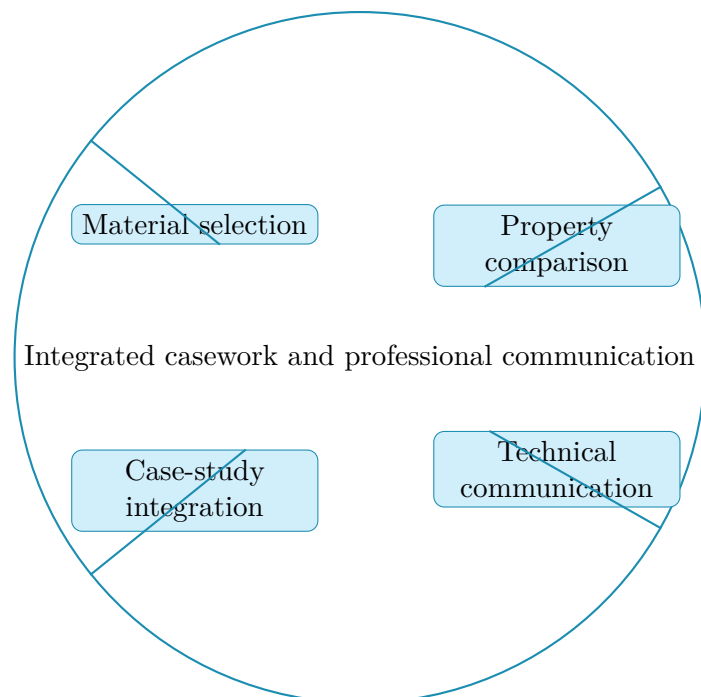 Material selection
Property
comparison
Integrated casework and professional communication
Case-study
integration
Technical
communication